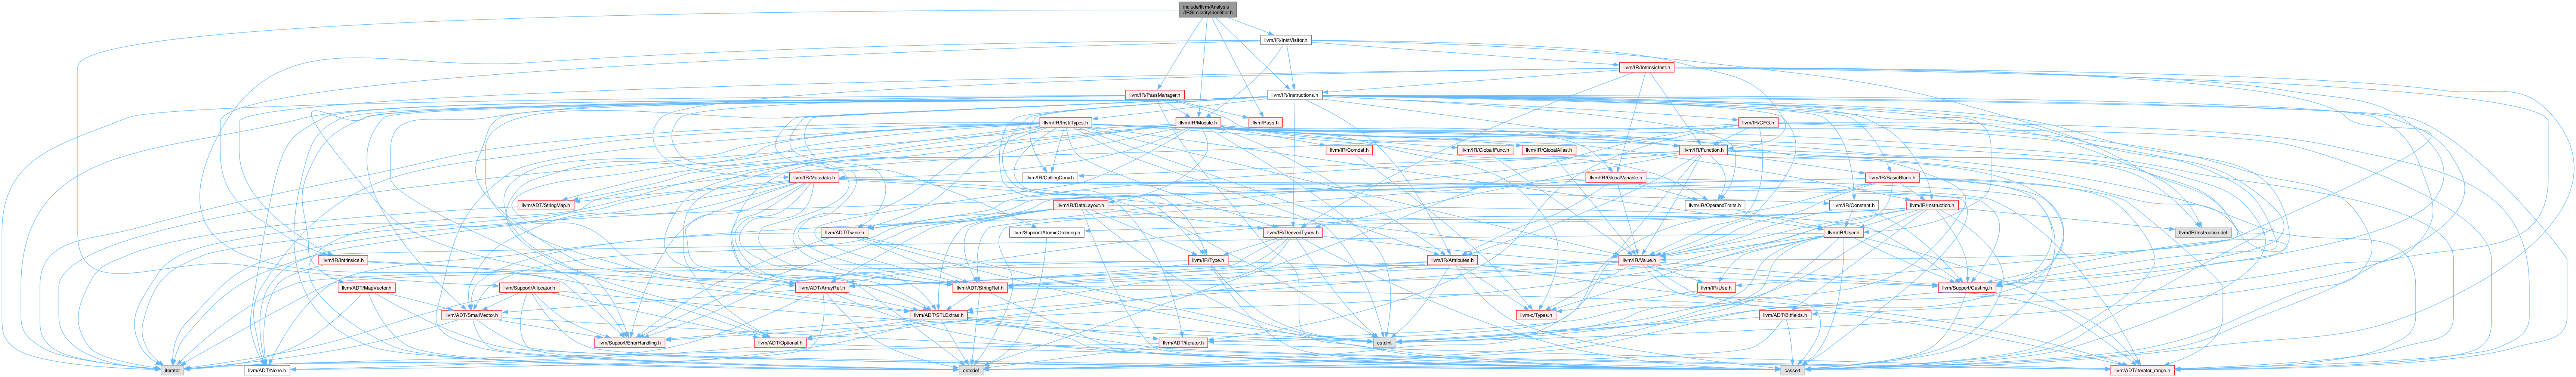 include/llvm/Analysis
/IRSimilarityIdentifier.h
llvm/IR/InstVisitor.h
llvm/IR/IntrinsicInst.h
llvm/IR/PassManager.h
llvm/IR/Instructions.h
llvm/IR/InstrTypes.h
llvm/IR/Module.h
llvm/Pass.h
llvm/IR/CFG.h
llvm/IR/Comdat.h
llvm/IR/GlobalIFunc.h
llvm/IR/GlobalAlias.h
llvm/IR/Function.h
llvm/IR/Metadata.h
llvm/IR/CallingConv.h
llvm/IR/GlobalVariable.h
llvm/IR/BasicBlock.h
llvm/ADT/StringMap.h
llvm/IR/DataLayout.h
llvm/IR/OperandTraits.h
llvm/IR/Constant.h
llvm/IR/Instruction.h
llvm/ADT/Twine.h
llvm/Support/AtomicOrdering.h
llvm/IR/DerivedTypes.h
llvm/IR/User.h
llvm/IR/Instruction.def
llvm/IR/Intrinsics.h
llvm/IR/Type.h
llvm/IR/Attributes.h
llvm/IR/Value.h
llvm/ADT/MapVector.h
llvm/Support/Allocator.h
llvm/ADT/ArrayRef.h
llvm/ADT/StringRef.h
llvm/IR/Use.h
llvm/Support/Casting.h
llvm/ADT/SmallVector.h
llvm/ADT/STLExtras.h
llvm-c/Types.h
llvm/ADT/Bitfields.h
llvm/Support/ErrorHandling.h
llvm/ADT/Optional.h
llvm/ADT/iterator.h
cstdint
iterator
llvm/ADT/None.h
cstddef
cassert
llvm/ADT/iterator_range.h